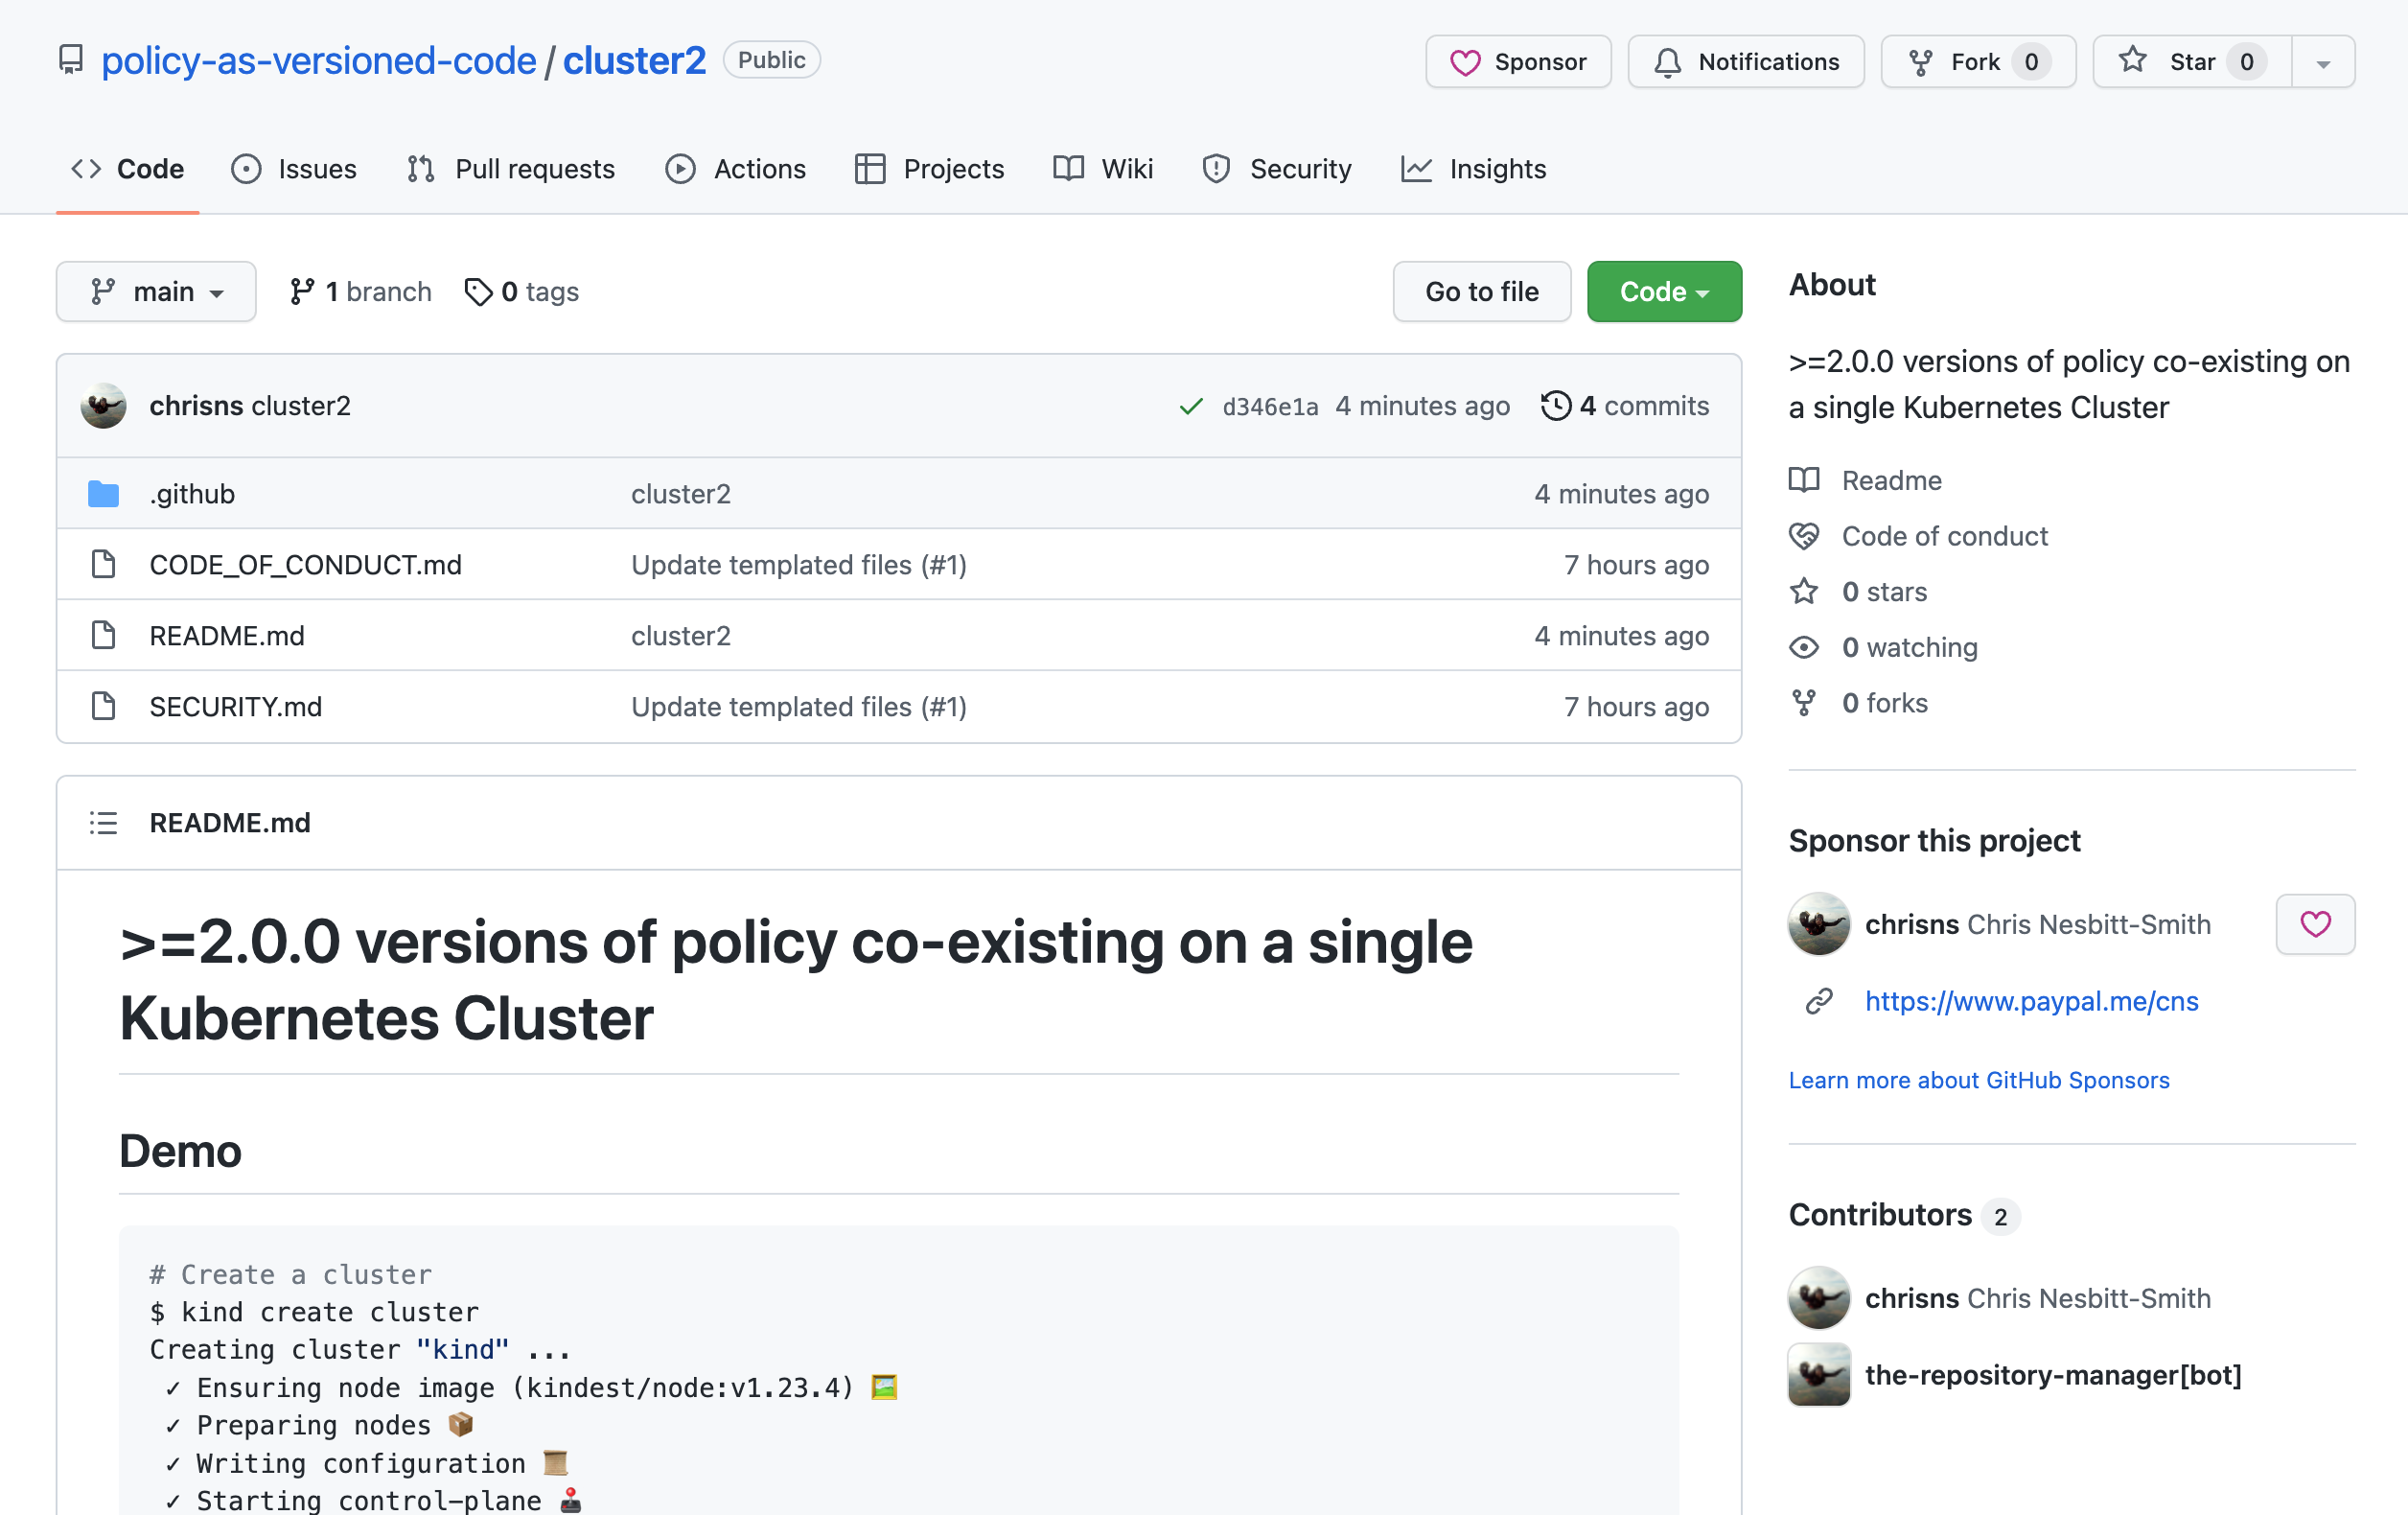 policy-as-versioned-code / cluster2 Public
Sponsor Notifications Fork 0 Star 0
Code Issues Pull requests Actions Projects Wiki Security Insights
main 1 branch 0 tags Go to file Code
chrisns cluster2 d346e1a 4 minutes ago 4 commits
.github cluster2 4 minutes ago
CODE_OF_CONDUCT.md Update templated files (#1) 7 hours ago
README.md cluster2 4 minutes ago
SECURITY.md Update templated files (#1) 7 hours ago
README.md
>=2.0.0 versions of policy co-existing on a single
Kubernetes Cluster
Demo
# Create a cluster
$ kind create cluster
Creating cluster "kind" ...
✓ Ensuring node image (kindest/node:v1.23.4) 🖼️
✓ Preparing nodes 📦
✓ Writing configuration 📜
✓ Starting control-plane 🕹️
About
>=2.0.0 versions of policy co-existing on
a single Kubernetes Cluster
Readme
Code of conduct
0 stars
0 watching
0 forks
Sponsor this project
chrisns Chris Nesbitt-Smith
https://www.paypal.me/cns
Learn more about GitHub Sponsors
Contributors 2
chrisns Chris Nesbitt-Smith
the-repository-manager[bot]